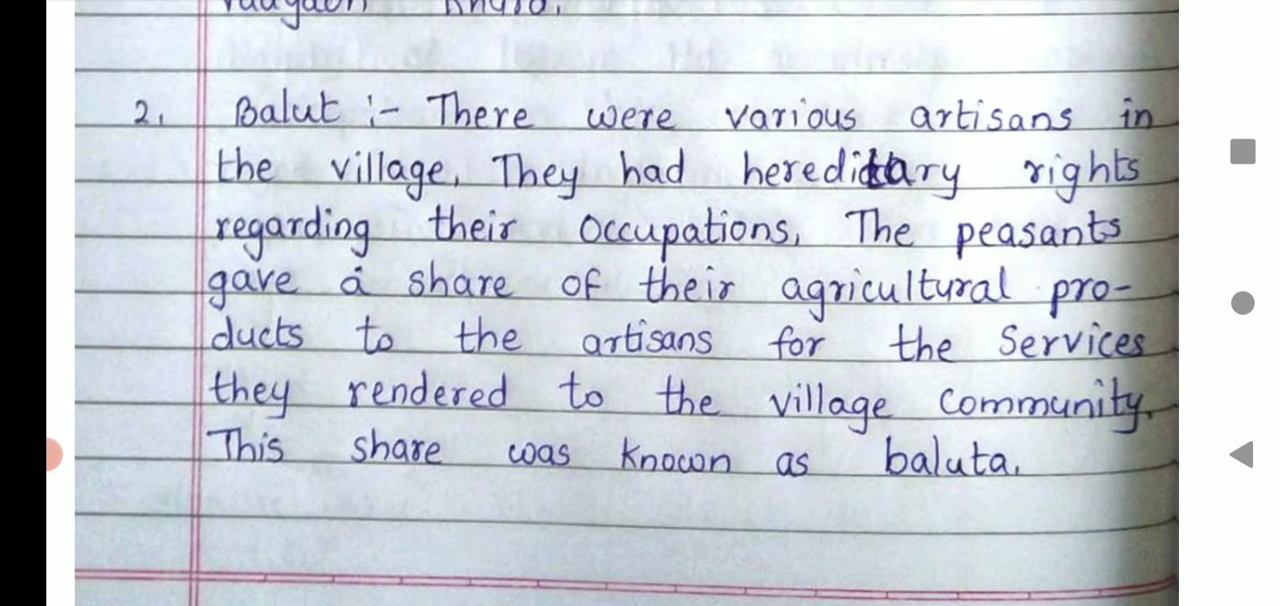 2. Balut :- There were various artisans in
the village. They had hereditary rights
regarding their occupations, The peasants
gave a share of their agricultural pro-
ducts to the artisans for the Services
they rendered to the village community.
This share was known as baluta.